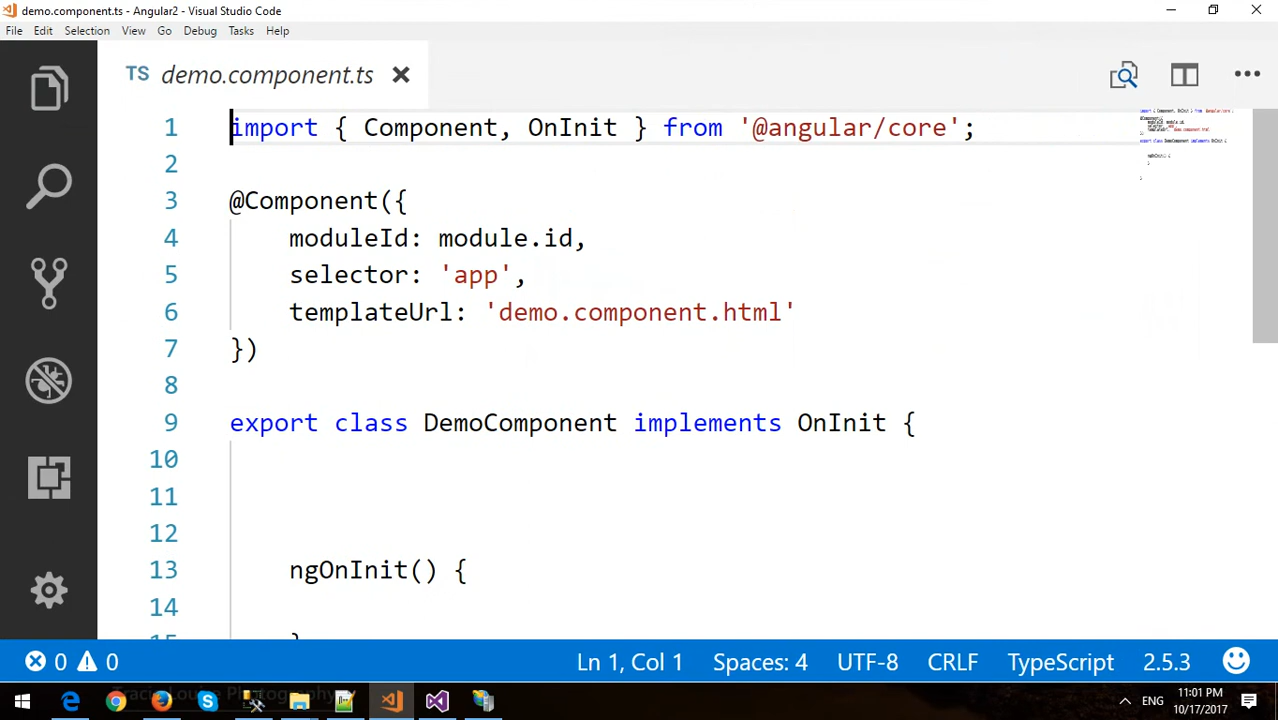 demo.component.ts - Angular2 - Visual Studio Code
File Edit Selection View Go Debug Tasks Help
TS demo.component.ts
1 import { Component, OnInit } from '@angular/core';
2
3 @Component({
4 moduleId: module.id,
5 selector: 'app',
6 templateUrl: 'demo.component.html'
7 })
8
9 export class DemoComponent implements OnInit {
10
11
12
13 ngOnInit() {
14
15 }
0 0 Ln 1, Col 1 Spaces: 4 UTF-8 CRLF TypeScript 2.5.3
Photography
ENG
11:01 PM
10/17/2017